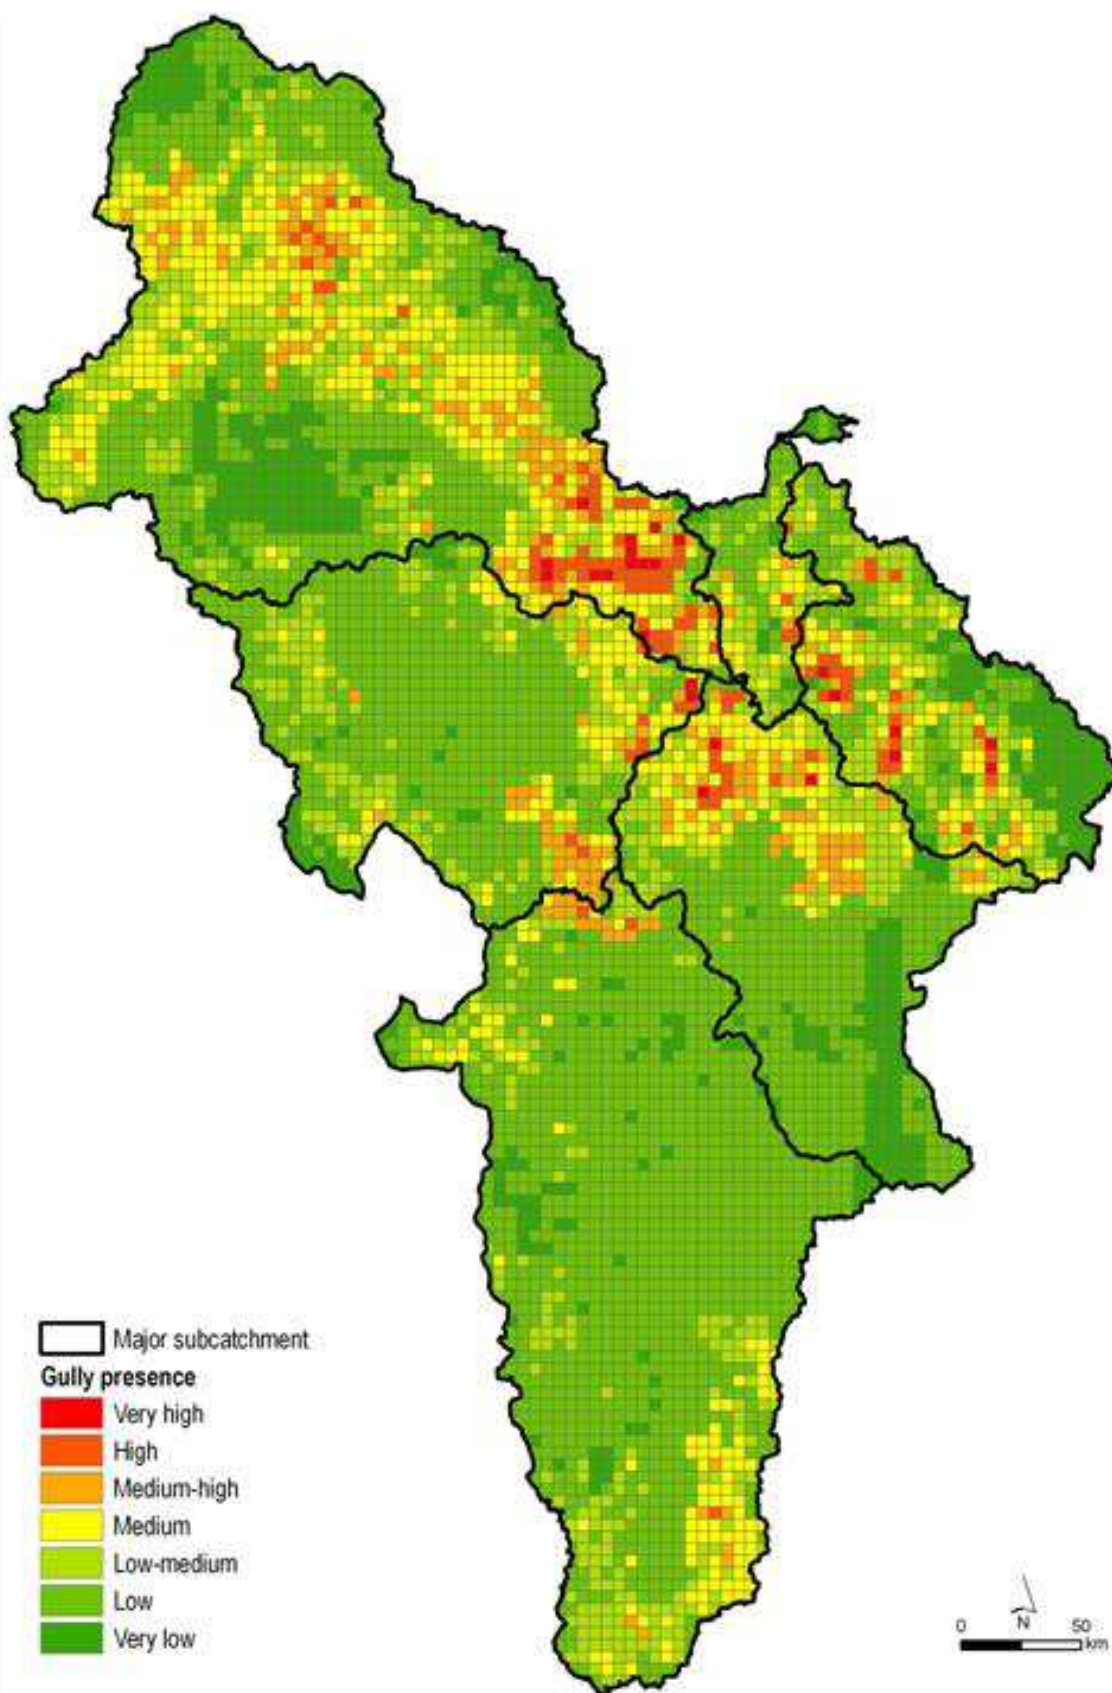 Major subcatchment
Gully presence
Very high
High
Medium-high
Medium
Low-medium
Low
Very low
N
0 50
km